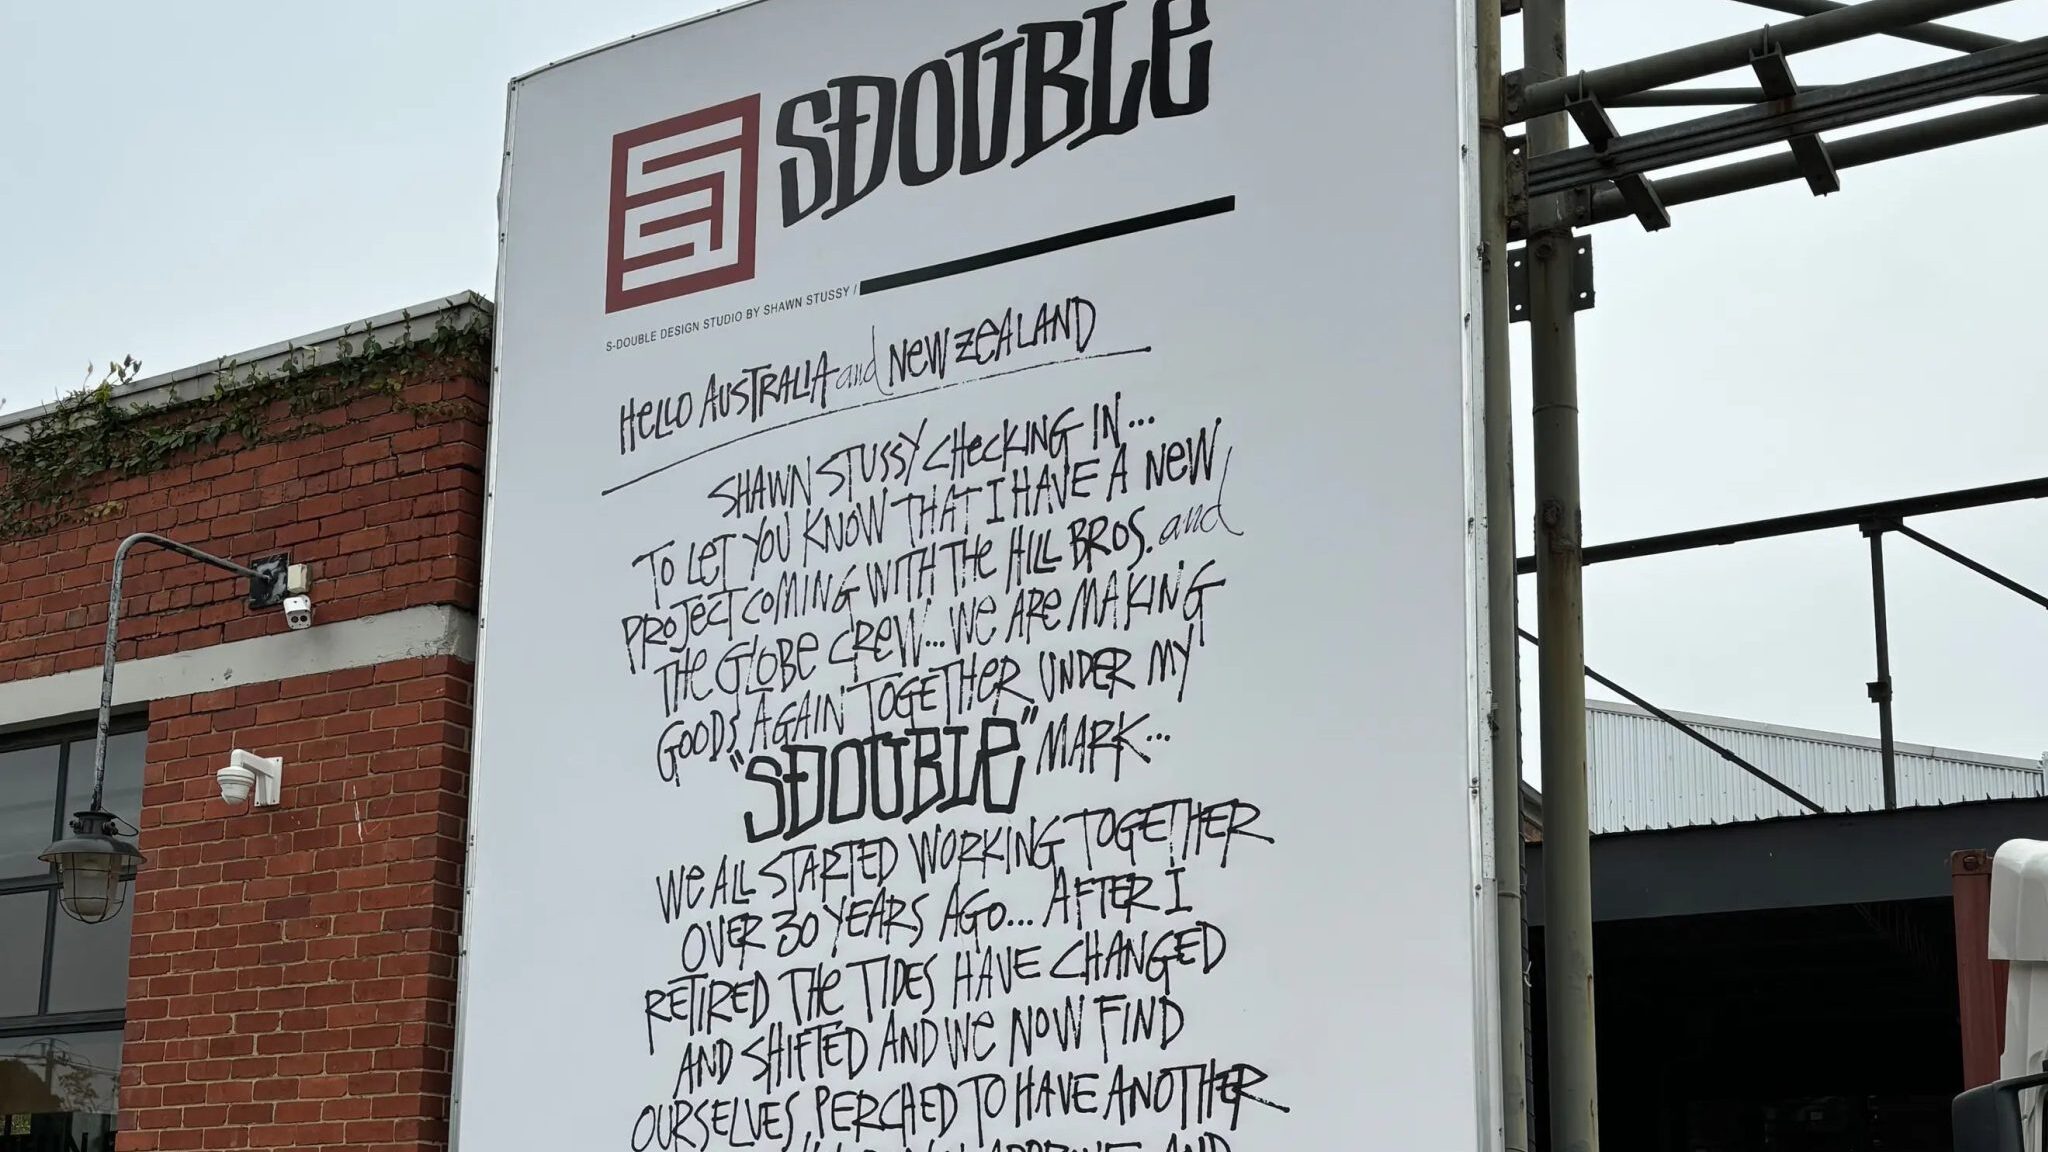 SDOUBLe
S-DOUBLE DESIGN STUDIO BY SHAWN STUSSY /
HeLLO AUSTRALIA and NeW ZeALAND
SHAWN STUSSY CHecKING IN...
TO LeT YOU KNOW THAT I HAVE A NeW
PROJecT COMING WITH THe HILL BROS. and
THe GLOBe CReW... We ARe MAKING
GOODS AGAIN TOGETHeR UNDER MY
"SDOUBLe" MARK...
We ALL STARTED WORKING TOGETHER
OVER 30 YEARS AGO... AFTER I
RETIRED THe TIDES HAVE CHANGED
AND SHIFTED AND We NOW FIND
OURSELVES PERCHED TO HAVE ANOTHER
AND